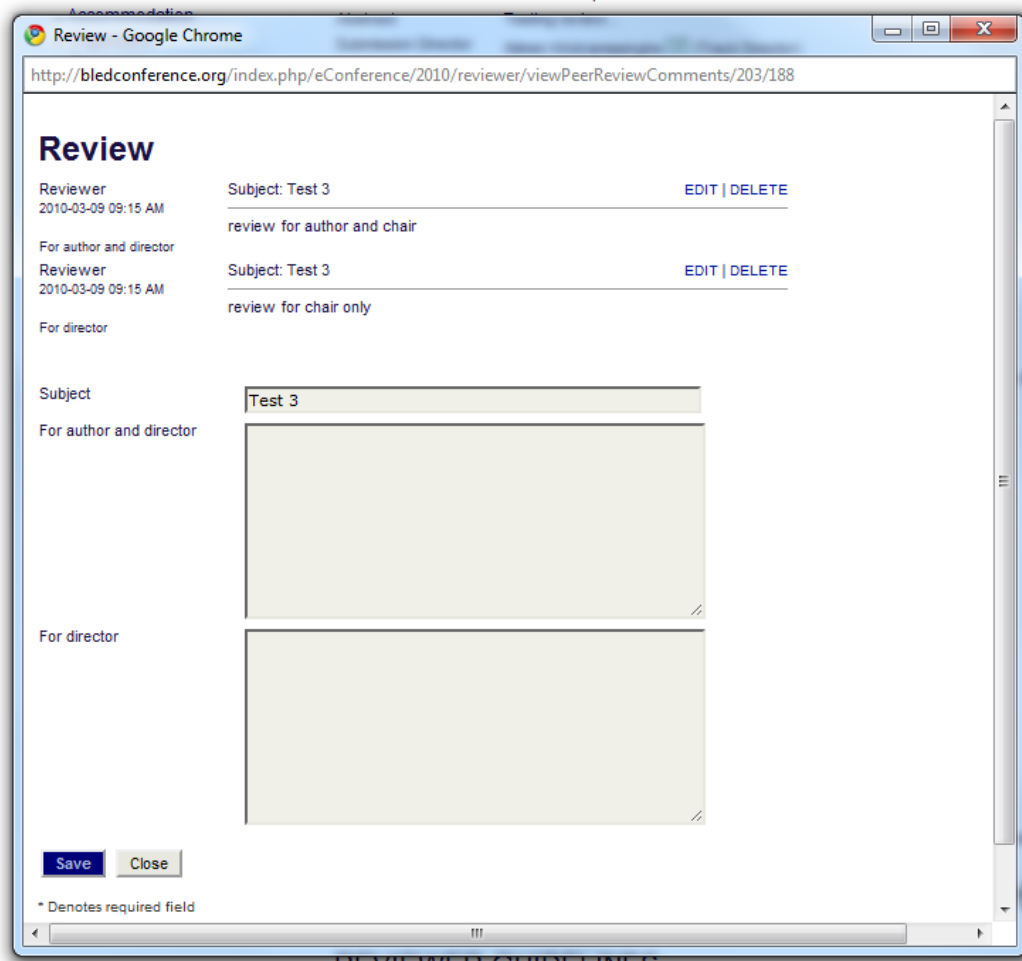 Accommodation
Review - Google Chrome
http://bledconference.org/index.php/eConference/2010/reviewer/viewPeerReviewComments/203/188
Review
Reviewer Subject: Test 3 EDIT | DELETE
2010-03-09 09:15 AM
review for author and chair
For author and director
Reviewer Subject: Test 3 EDIT | DELETE
2010-03-09 09:15 AM
review for chair only
For director
Subject Test 3
For author and director
For director
Save Close
* Denotes required field
REVIEWER GUIDELINES